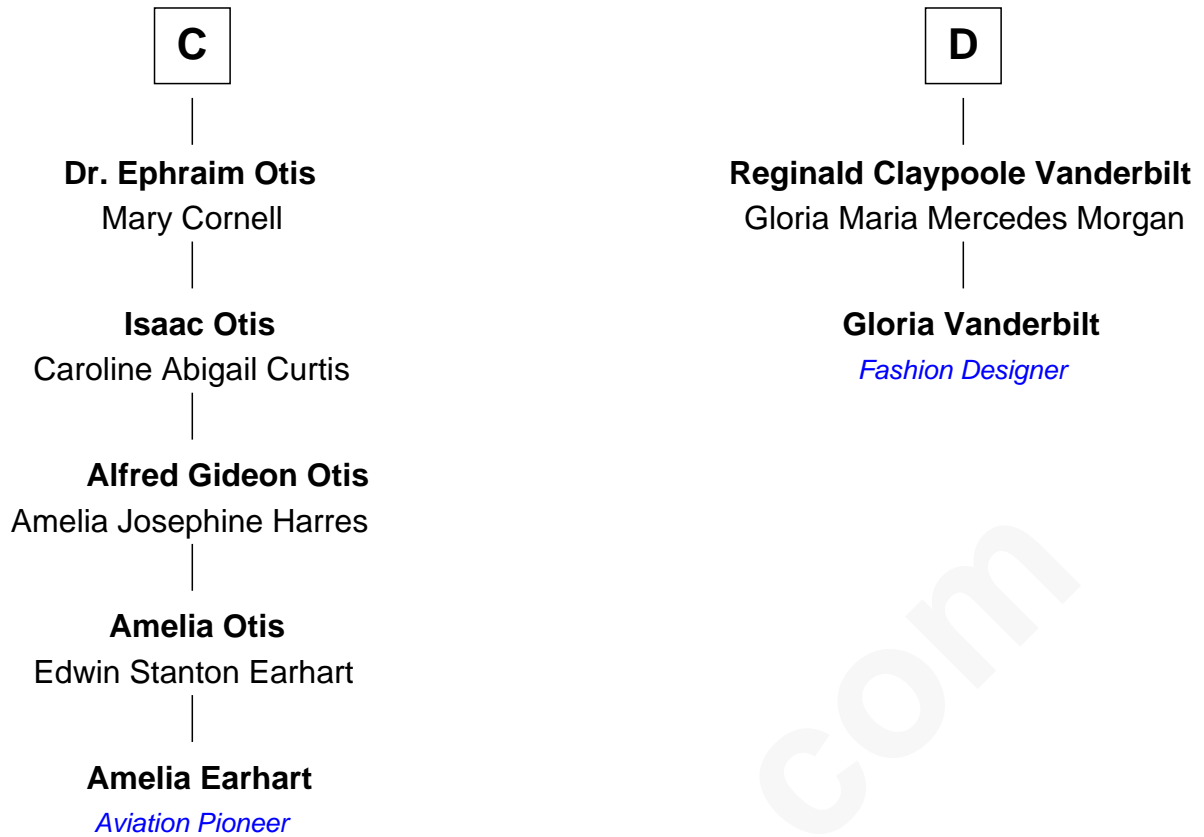 C
Dr. Ephraim Otis
Mary Cornell
Isaac Otis
Caroline Abigail Curtis
Alfred Gideon Otis
Amelia Josephine Harres
Amelia Otis
Edwin Stanton Earhart
Amelia Earhart
Aviation Pioneer
D
Reginald Claypoole Vanderbilt
Gloria Maria Mercedes Morgan
Gloria Vanderbilt
Fashion Designer
com